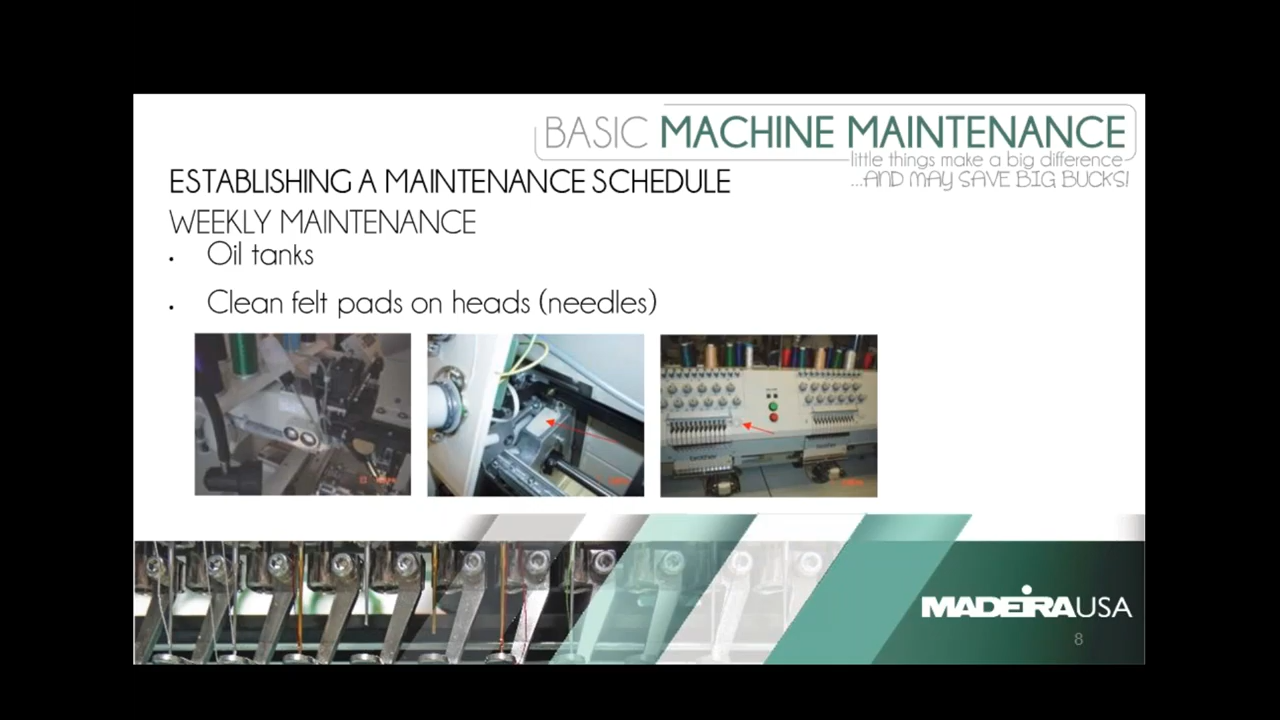 BASIC MACHINE MAINTENANCE
little things make a big difference
...AND MAY SAVE BIG BUCKS!
ESTABLISHING A MAINTENANCE SCHEDULE
WEEKLY MAINTENANCE
• Oil tanks
• Clean felt pads on heads (needles)
brother
MADEIRA USA
8